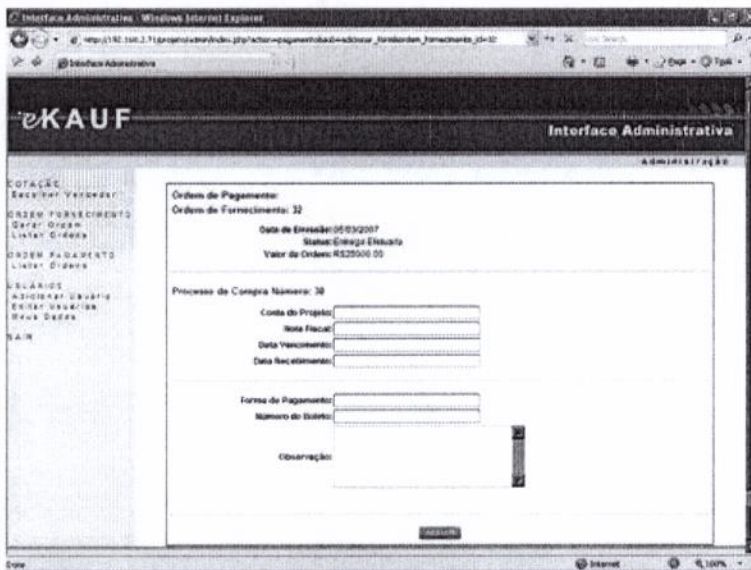 Interface Administrativa - Windows Internet Explorer
Interface Administrativa
eKAUF
Interface Administrativa
Administração
COTAÇÃO
Escolher Vencedor
ORDEM FORNECIMENTO
Gerar Ordem
Listar Ordens
ORDEM PAGAMENTO
Listar Ordens
USUÁRIOS
Adicionar Usuário
Editar Usuários
Meus Dados
SAIR
Ordem de Pagamento:
Ordem de Fornecimento: 32
Data de Emissão: 05/03/2007
Status: Entrega Efetuada
Valor da Ordem: R$25000.00
Processo de Compra Número: 30
Conta do Projeto:
Nota Fiscal:
Data Vencimento:
Data Recebimento:
Forma de Pagamento:
Número do Boleto:
Observação:
Done
Internet
100%